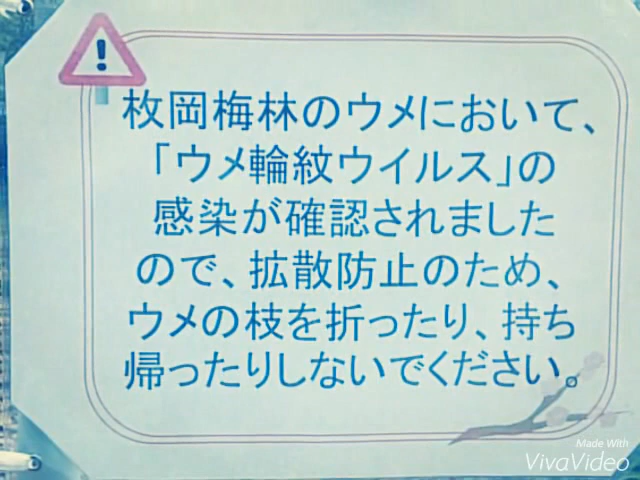 !
枚岡梅林のウメにおいて、
「ウメ輪紋ウイルス」の
感染が確認されました
ので、拡散防止のため、
ウメの枝を折ったり、持ち
帰ったりしないでください。
Made With
VivaVideo